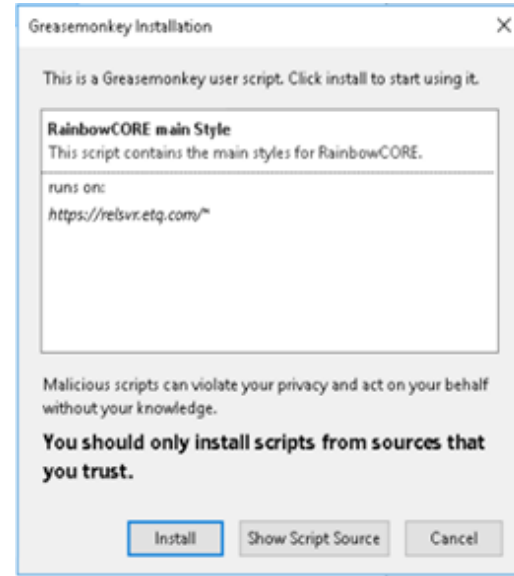 Greasemonkey Installation
This is a Greasemonkey user script. Click install to start using it.
RainbowCORE main Style
This script contains the main styles for RainbowCORE.
runs on:
https://relsvr.etq.com/*
Malicious scripts can violate your privacy and act on your behalf
without your knowledge.
You should only install scripts from sources that
you trust.
Install
Show Script Source
Cancel